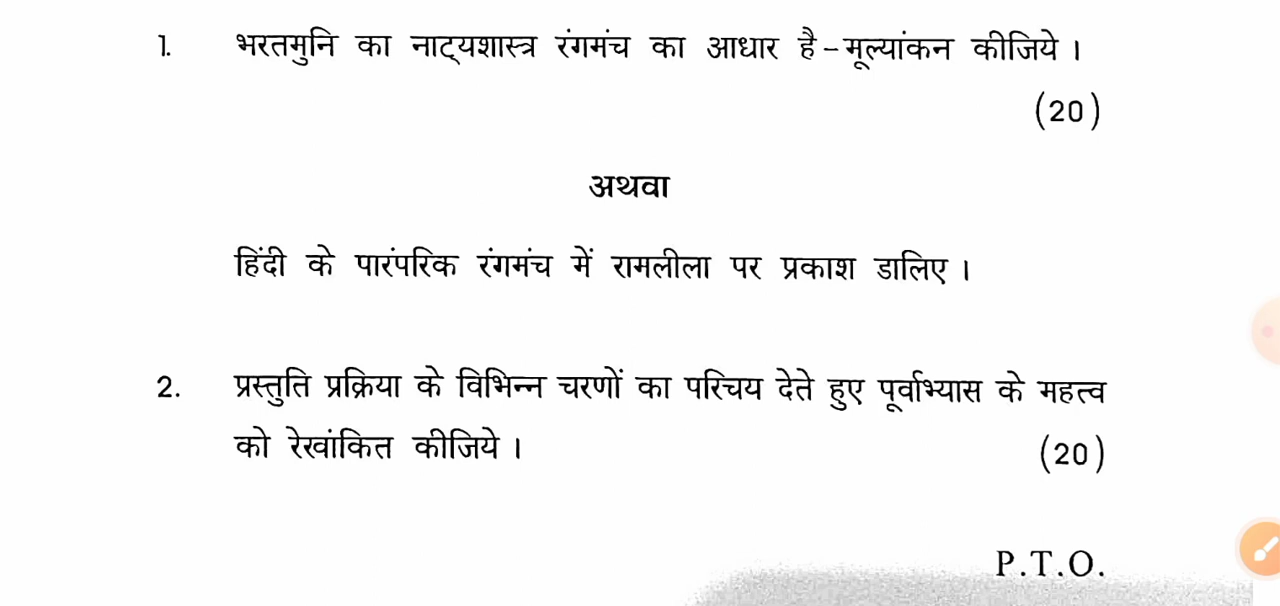 1. भरतमुनि का नाट्यशास्त्र रंगमंच का आधार है – मूल्यांकन कीजिये ।
(20)
अथवा
हिंदी के पारंपरिक रंगमंच में रामलीला पर प्रकाश डालिए ।
2. प्रस्तुति प्रक्रिया के विभिन्न चरणों का परिचय देते हुए पूर्वाभ्यास के महत्व
को रेखांकित कीजिये ।
(20)
P.T.O.